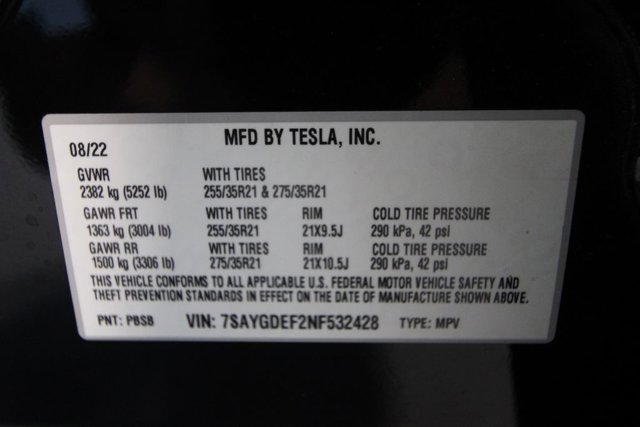 MFD BY TESLA, INC.
08/22
GVWR WITH TIRES
2382 kg (5252 lb) 255/35R21 & 275/35R21
GAWR FRT WITH TIRES RIM COLD TIRE PRESSURE
1363 kg (3004 lb) 255/35R21 21X9.5J 290 kPa, 42 psi
GAWR RR WITH TIRES RIM COLD TIRE PRESSURE
1500 kg (3306 lb) 275/35R21 21X10.5J 290 kPa, 42 psi
THIS VEHICLE CONFORMS TO ALL APPLICABLE U.S. FEDERAL MOTOR VEHICLE SAFETY AND
THEFT PREVENTION STANDARDS IN EFFECT ON THE DATE OF MANUFACTURE SHOWN ABOVE.
PNT: PBSB VIN: 7SAYGDEF2NF532428 TYPE: MPV